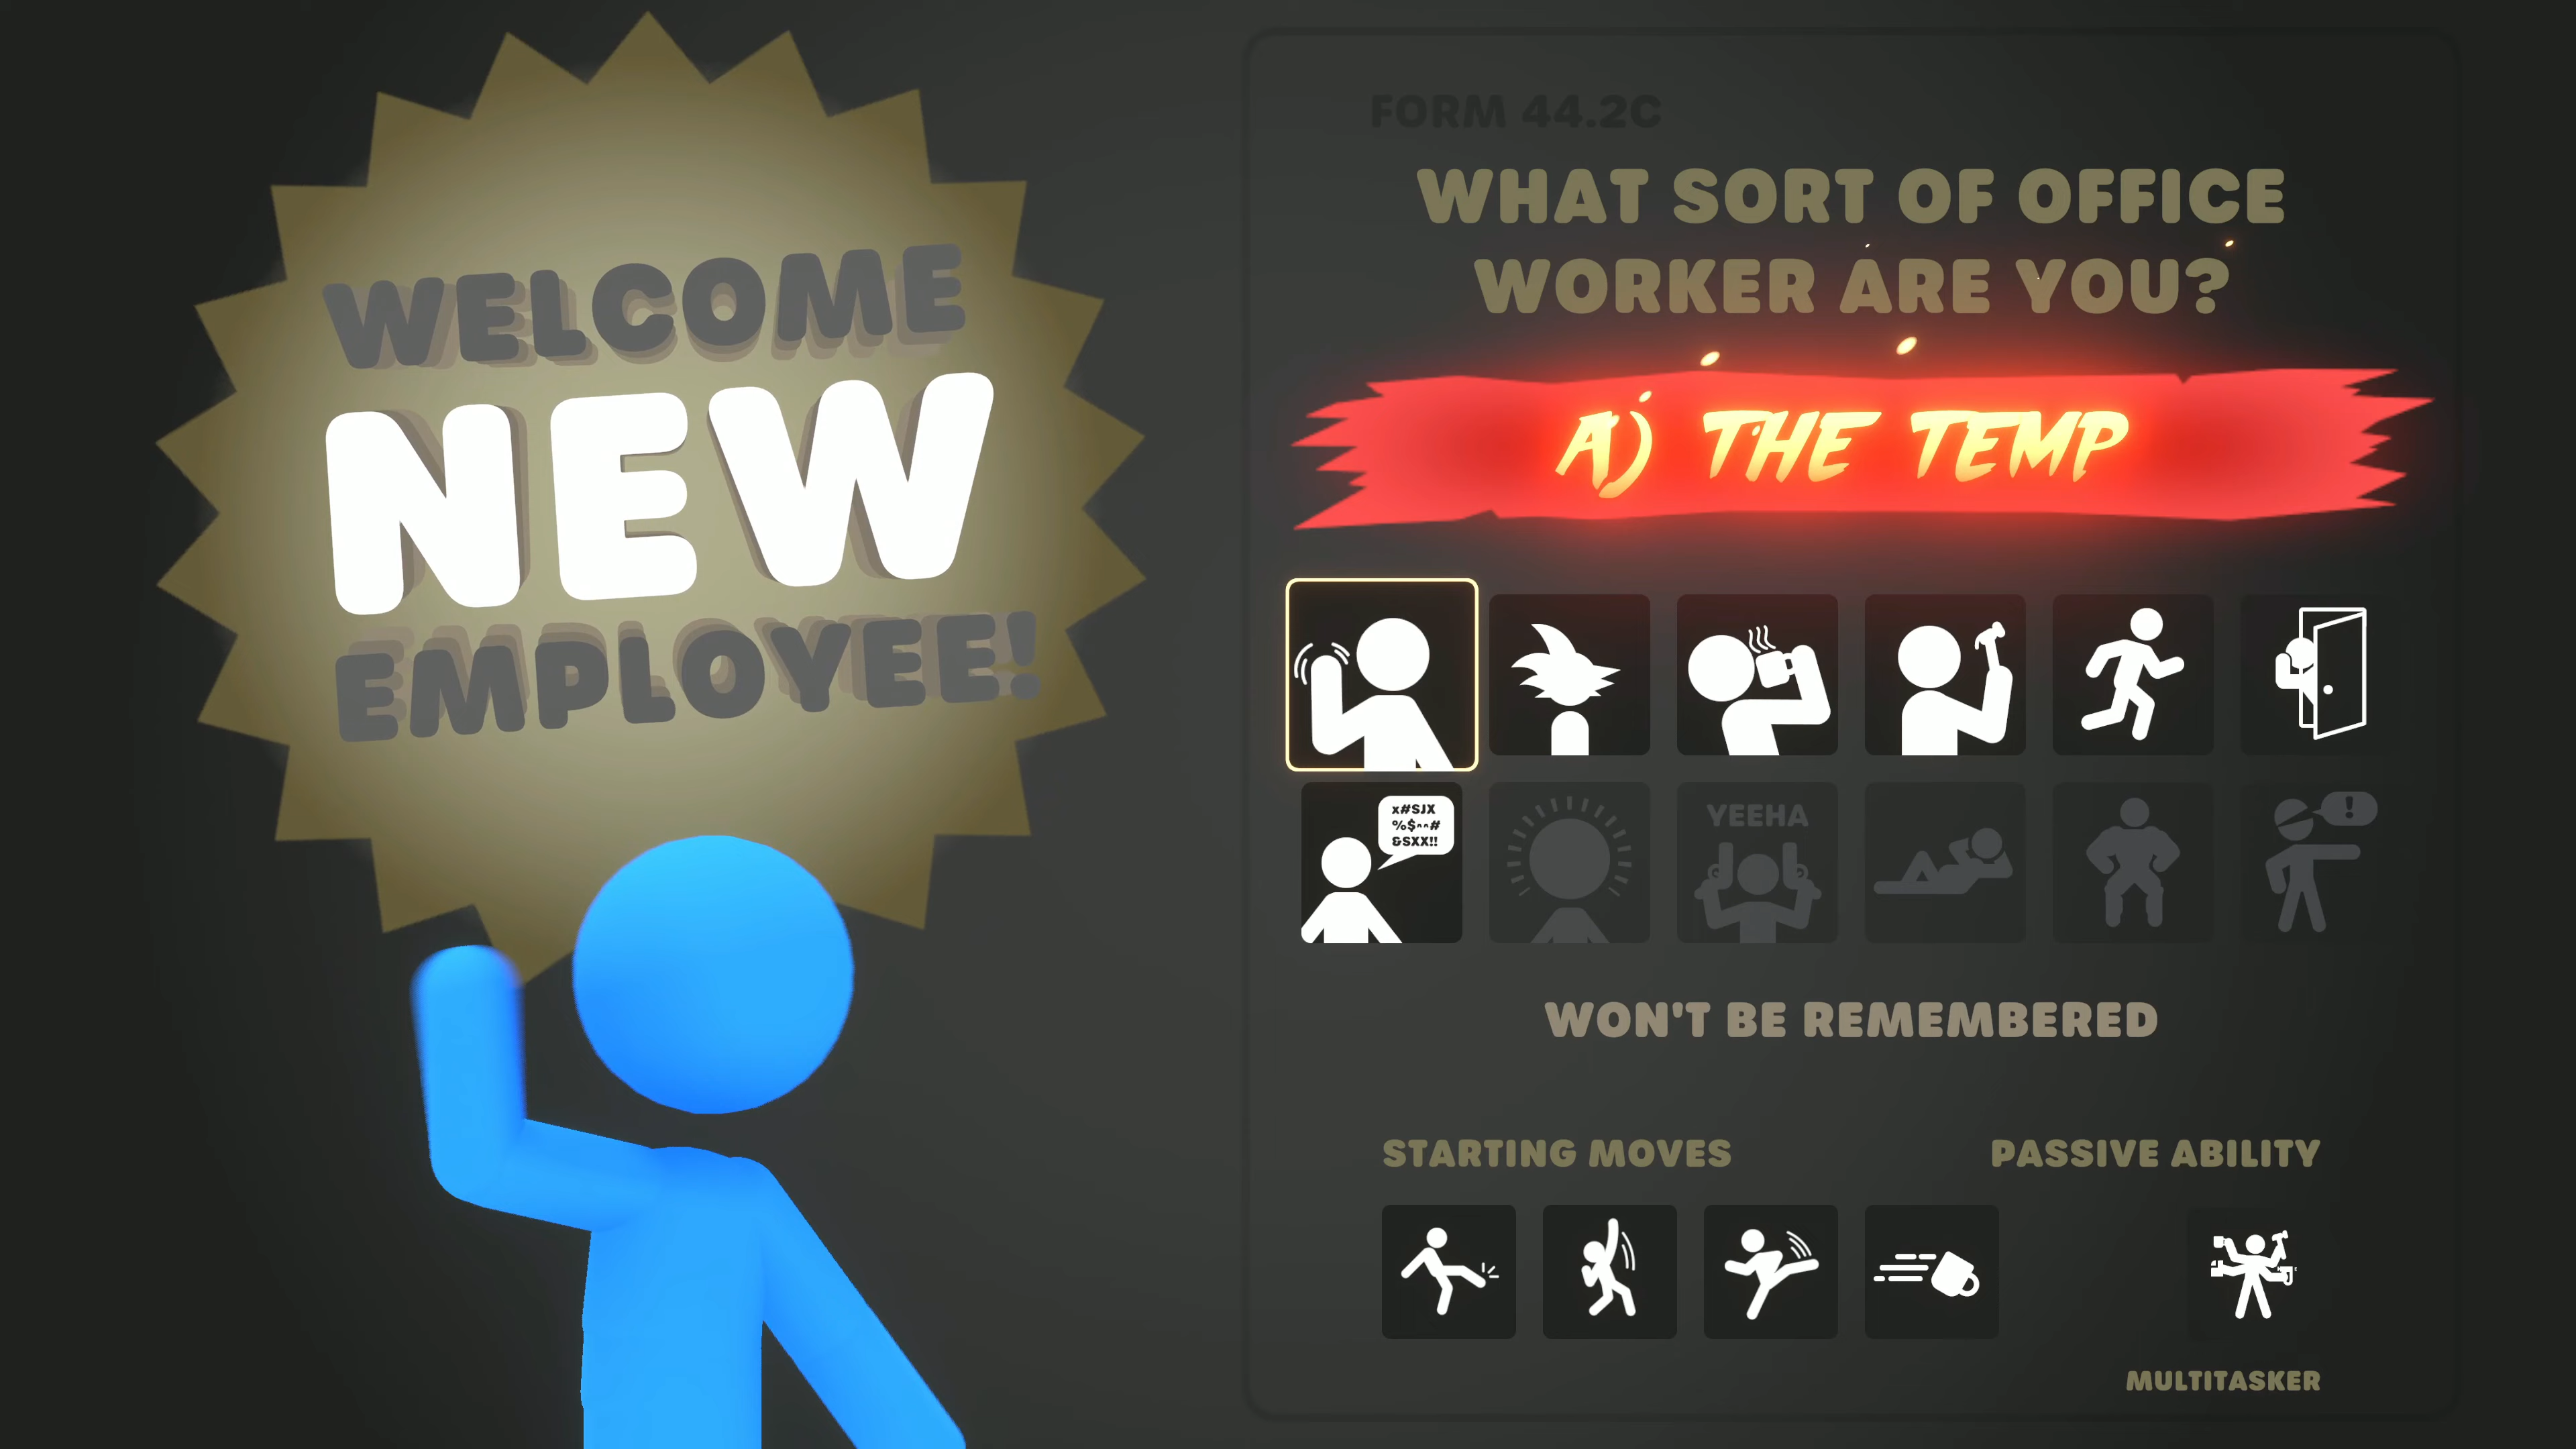 WELCOME
NEW
EMPLOYEE!
FORM 44.2C
WHAT SORT OF OFFICE
WORKER ARE YOU?
A) THE TEMP
X#SJX
%$^^#
&SXX!!
YEEHA
!
WON'T BE REMEMBERED
STARTING MOVES
PASSIVE ABILITY
MULTITASKER